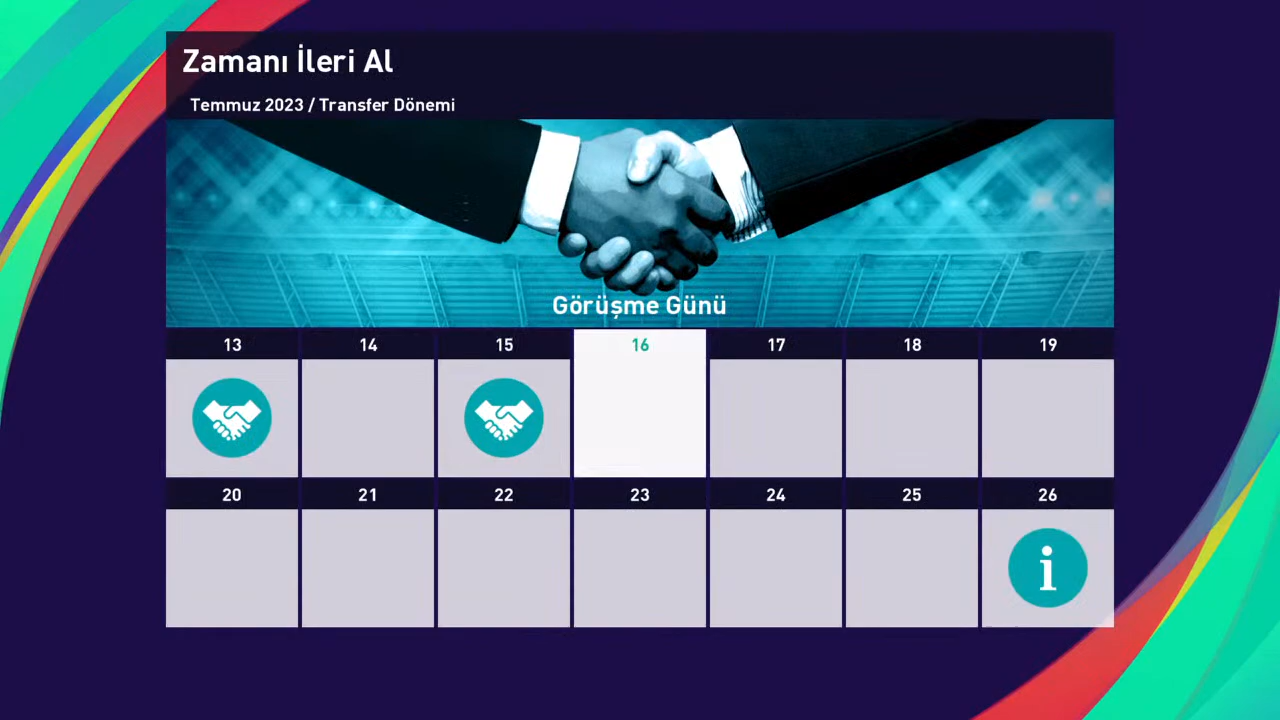 Zamanı İleri Al
Temmuz 2023 / Transfer Dönemi
Görüşme Günü
13 14 15 16 17 18 19
20 21 22 23 24 25 26